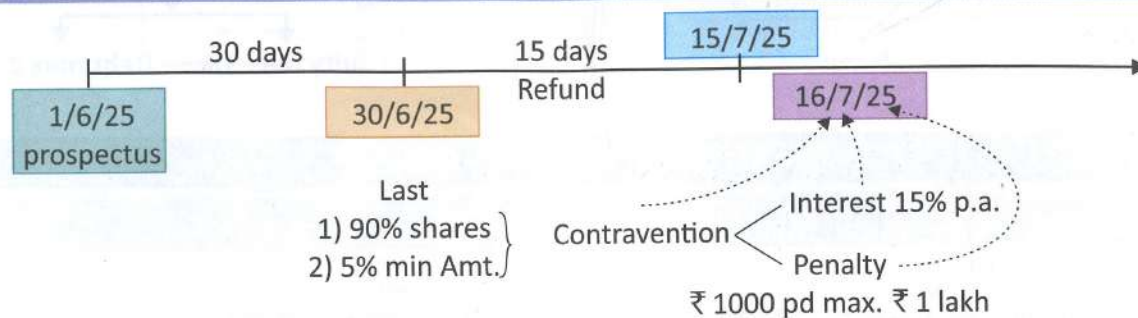 30 days
15 days
15/7/25
Refund
1/6/25
prospectus
30/6/25
16/7/25
Last
1) 90% shares
2) 5% min Amt.
Contravention
Interest 15% p.a.
Penalty
₹ 1000 pd max. ₹ 1 lakh